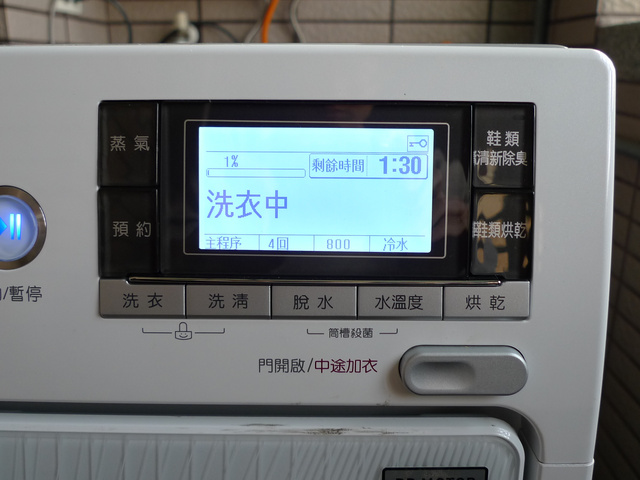 蒸氣
預約
1%
剩餘時間 1:30
洗衣中
主程序 4回 800 冷水
鞋類
清新除臭
鞋類烘乾
/暫停
洗衣 洗清 脫水 水溫度 烘乾
筒槽殺菌
門開啟/中途加衣